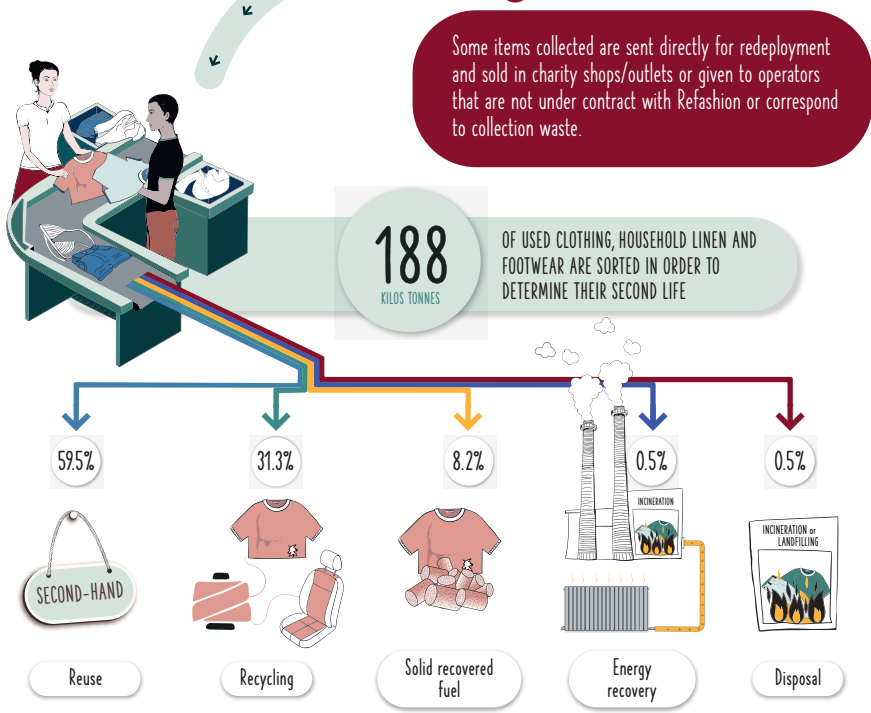 Some items collected are sent directly for redeployment
and sold in charity shops/outlets or given to operators
that are not under contract with Refashion or correspond
to collection waste.
188
KILOS TONNES
OF USED CLOTHING, HOUSEHOLD LINEN AND
FOOTWEAR ARE SORTED IN ORDER TO
DETERMINE THEIR SECOND LIFE
59.5%
31.3%
8.2%
0.5%
0.5%
SECOND-HAND
INCINERATION
INCINERATION or
LANDFILLING
Reuse
Recycling
Solid recovered
fuel
Energy
recovery
Disposal